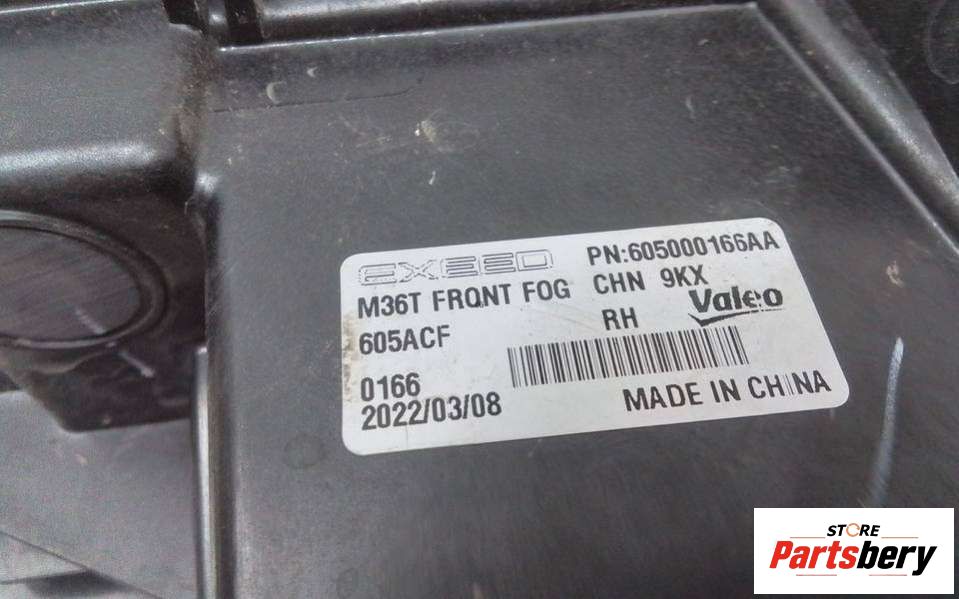 EXEED PN:605000166AA
M36T FRONT FOG CHN 9KX
605ACF RH Valeo
0166
2022/03/08 MADE IN CHINA
STORE
Partsbery